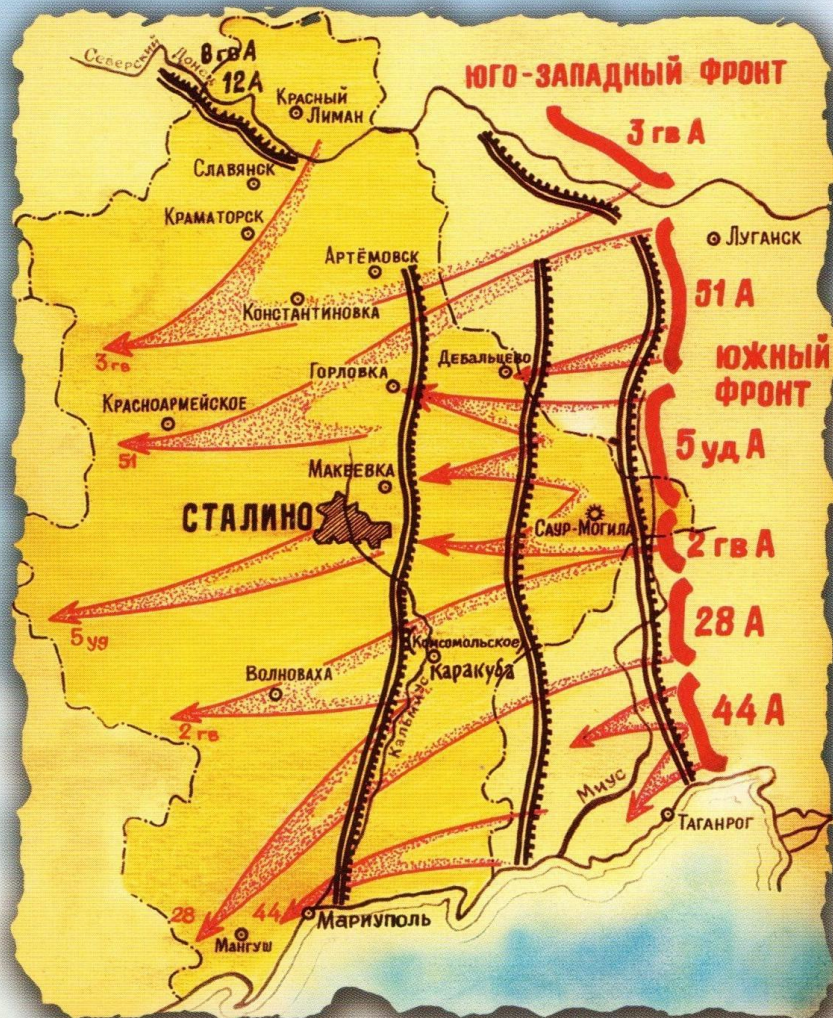 Северский Донец
8 гв А
12 А
Красный
Лиман
ЮГО-ЗАПАДНЫЙ ФРОНТ
3 гв А
Славянск
Краматорск
Луганск
Артёмовск
51 А
Константиновка
3 гв
Дебальцево
ЮЖНЫЙ
ФРОНТ
Горловка
Красноармейское
51
5 уд А
Макеевка
СТАЛИНО
Саур-Могила
2 гв А
5 уд
28 А
Комсомольское
Каракуба
Волноваха
2 гв
Кальмиус
44 А
Миус
Таганрог
28
44
Мариуполь
Мангуш